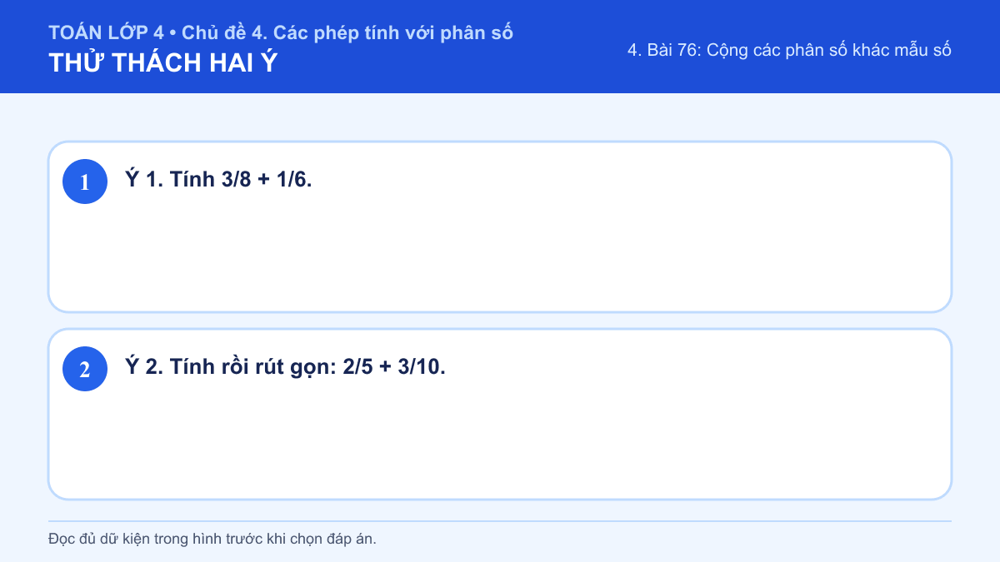 TOÁN LỚP 4 • Chủ đề 4. Các phép tính với phân số
THỬ THÁCH HAI Ý
4. Bài 76: Cộng các phân số khác mẫu số
1
Ý 1. Tính 3/8 + 1/6.
2
Ý 2. Tính rồi rút gọn: 2/5 + 3/10.
Đọc đủ dữ kiện trong hình trước khi chọn đáp án.